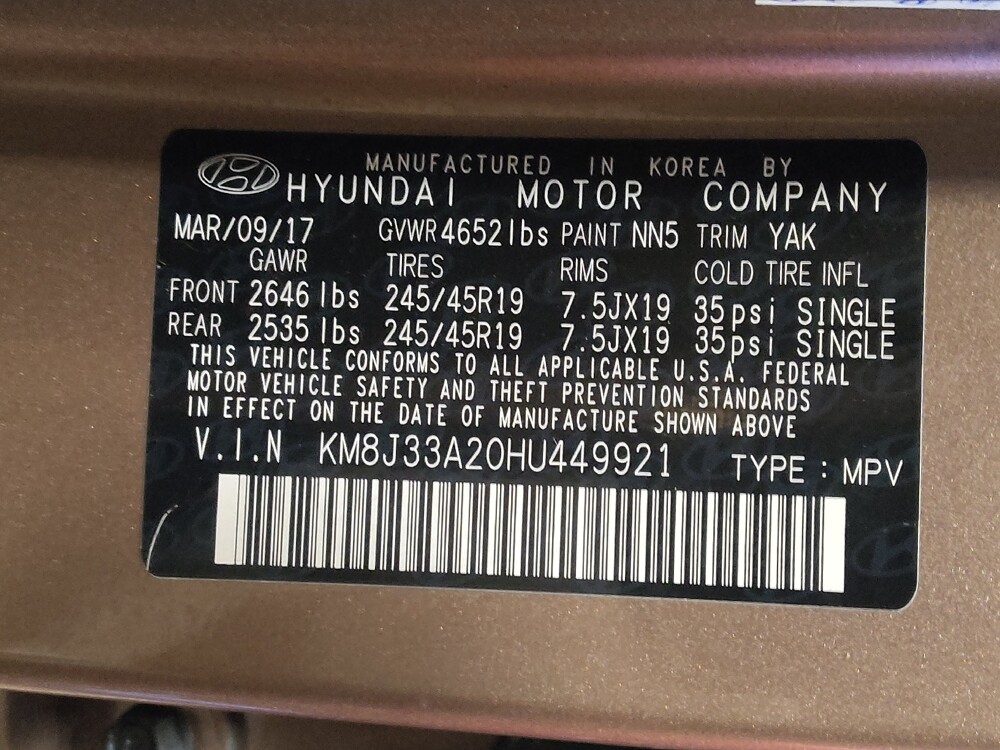 MANUFACTURED IN KOREA BY
HYUNDAI MOTOR COMPANY
MAR/09/17 GVWR 4652lbs PAINT NN5 TRIM YAK
GAWR TIRES RIMS COLD TIRE INFL
FRONT 2646 lbs 245/45R19 7.5JX19 35psi SINGLE
REAR 2535 lbs 245/45R19 7.5JX19 35psi SINGLE
THIS VEHICLE CONFORMS TO ALL APPLICABLE U.S.A. FEDERAL
MOTOR VEHICLE SAFETY AND THEFT PREVENTION STANDARDS
IN EFFECT ON THE DATE OF MANUFACTURE SHOWN ABOVE
V.I.N KM8J33A20HU449921 TYPE : MPV